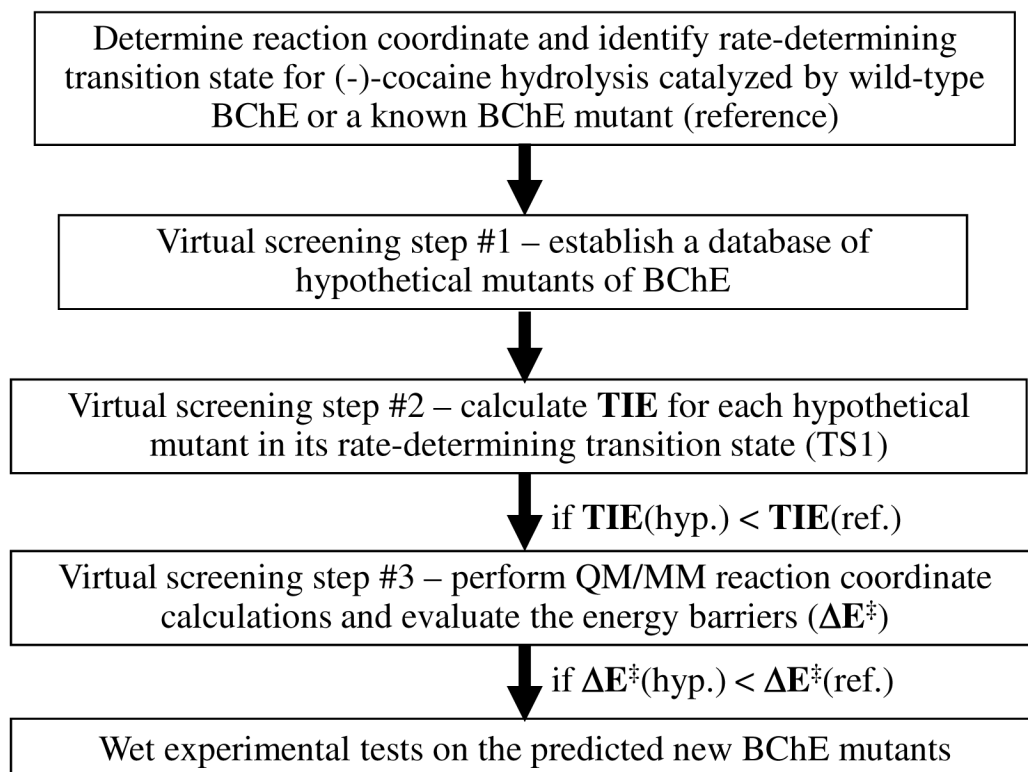 Determine reaction coordinate and identify rate-determining
transition state for (-)-cocaine hydrolysis catalyzed by wild-type
BChE or a known BChE mutant (reference)
Virtual screening step #1 – establish a database of
hypothetical mutants of BChE
Virtual screening step #2 – calculate TIE for each hypothetical
mutant in its rate-determining transition state (TS1)
if TIE(hyp.) < TIE(ref.)
Virtual screening step #3 – perform QM/MM reaction coordinate
calculations and evaluate the energy barriers (ΔE‡)
if ΔE‡(hyp.) < ΔE‡(ref.)
Wet experimental tests on the predicted new BChE mutants